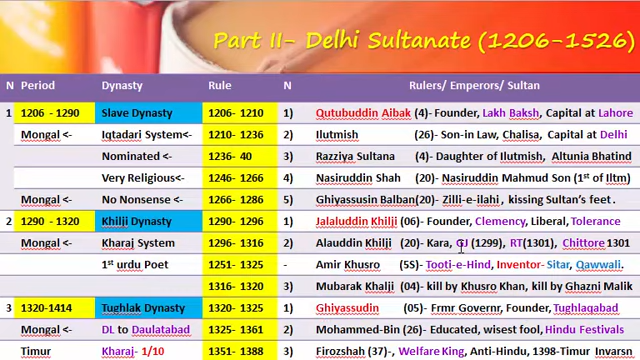 Part II- Delhi Sultanate (1206-1526)
N Period Dynasty Rule N Rulers/ Emperors/ Sultan
1 1206 - 1290 Slave Dynasty 1206- 1210 1) Qutubuddin Aibak (4)- Founder, Lakh Baksh, Capital at Lahore
Mongal <- Iqtadari System<- 1210-1236 2) Ilutmish (26)- Son-in Law, Chalisa, Capital at Delhi
Nominated <- 1236- 40 3) Razziya Sultana (4)- Daughter of Ilutmish, Altunia Bhatind
Very Religious<- 1246- 1266 4) Nasiruddin Shah (20)- Nasiruddin Mahmud Son (1st of Iltm)
Mongal <- No Nonsense <- 1266- 1286 5) Ghiyassunin Balban(20)- Zilli-e-ilahi, kissing Sultan's feet.
2 1290 - 1320 Khilji Dynasty 1290- 1296 1) Jalaluddin Khilji (06)- Founder, Clemency, Liberal, Tolerance
Mongal <- Kharaj System 1296- 1316 2) Alauddin Khilji (20)- Kara, GJ (1299), RT(1301), Chittore 1301
1st urdu Poet 1251- 1325 - Amir Khusro (5S)- Tooti-e-Hind, Inventor- Sitar, Qawwali.
1316- 1320 3) Mubarak Khalji (04)- kill by Khusro Khan, kill by Ghazni Malik
3 1320-1414 Tughlak Dynasty 1320- 1325 1) Ghiyasudin (05)- Frmr Governr, Founder, Tughlaqabad
Mongal <- DL to Daulatabad 1325- 1361 2) Mohammed-Bin (26)- Educated, wisest fool, Hindu Festivals
Timur Kharaj- 1/10 1351- 1388 3) Firozshah (37)-, Welfare King, Anti-Hindu, 1398-Timur Invarsn